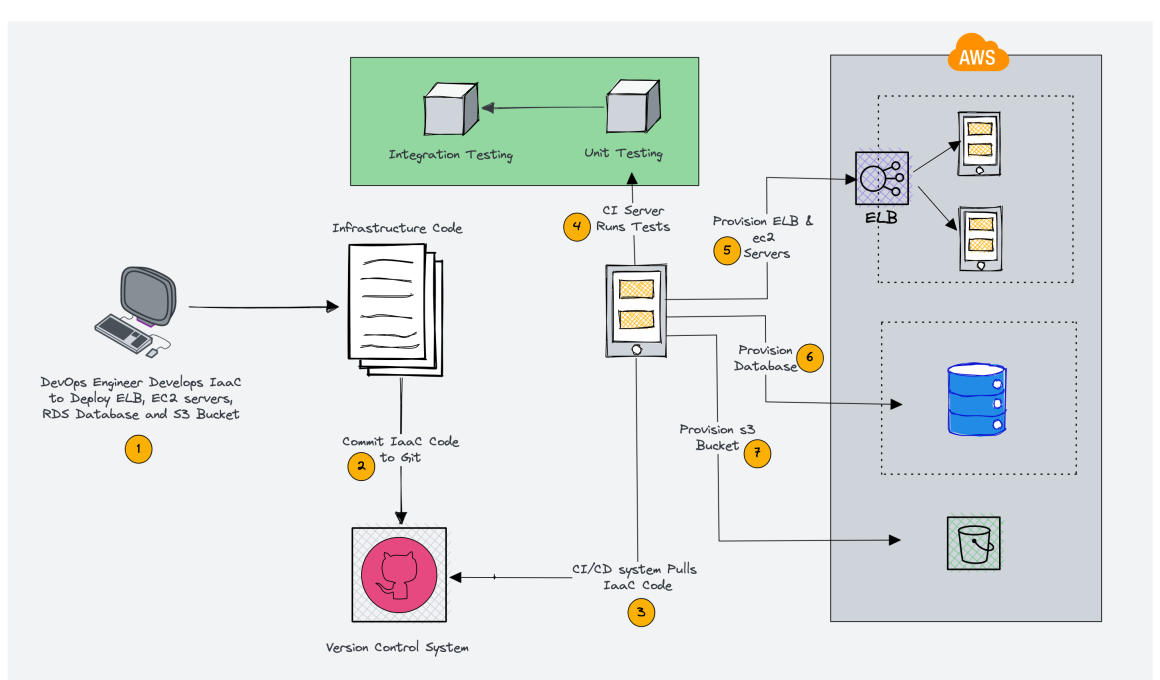 AWS
Integration Testing
Unit Testing
CI Server
Runs Tests
4
Provision ELB &
ec2
Servers
5
ELB
Infrastructure Code
DevOps Engineer Develops IaaC
to Deploy ELB, EC2 servers,
RDS Database and S3 Bucket
1
Provision
Database
6
Commit IaaC Code
to Git
2
Provision s3
Bucket
7
CI/CD system Pulls
IaaC Code
3
Version Control System